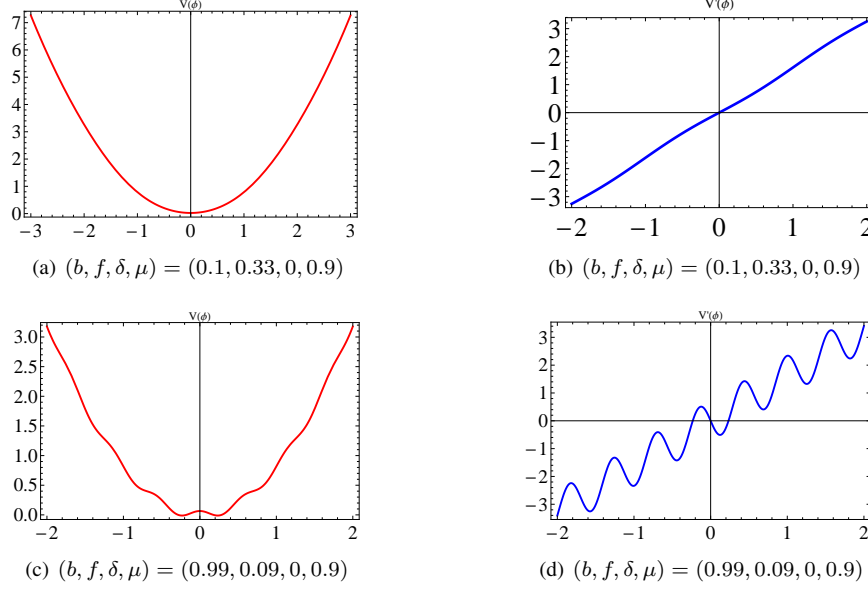 V(ϕ)
7
6
5
4
3
2
1
0
−3 −2 −1 0 1 2 3
(a) (b, f, δ, μ) = (0.1, 0.33, 0, 0.9)
V'(ϕ)
3
2
1
0
−1
−2
−3
−2 −1 0 1 2
(b) (b, f, δ, μ) = (0.1, 0.33, 0, 0.9)
V(ϕ)
3.0
2.5
2.0
1.5
1.0
0.5
0.0
−2 −1 0 1 2
(c) (b, f, δ, μ) = (0.99, 0.09, 0, 0.9)
V'(ϕ)
3
2
1
0
−1
−2
−3
−2 −1 0 1 2
(d) (b, f, δ, μ) = (0.99, 0.09, 0, 0.9)